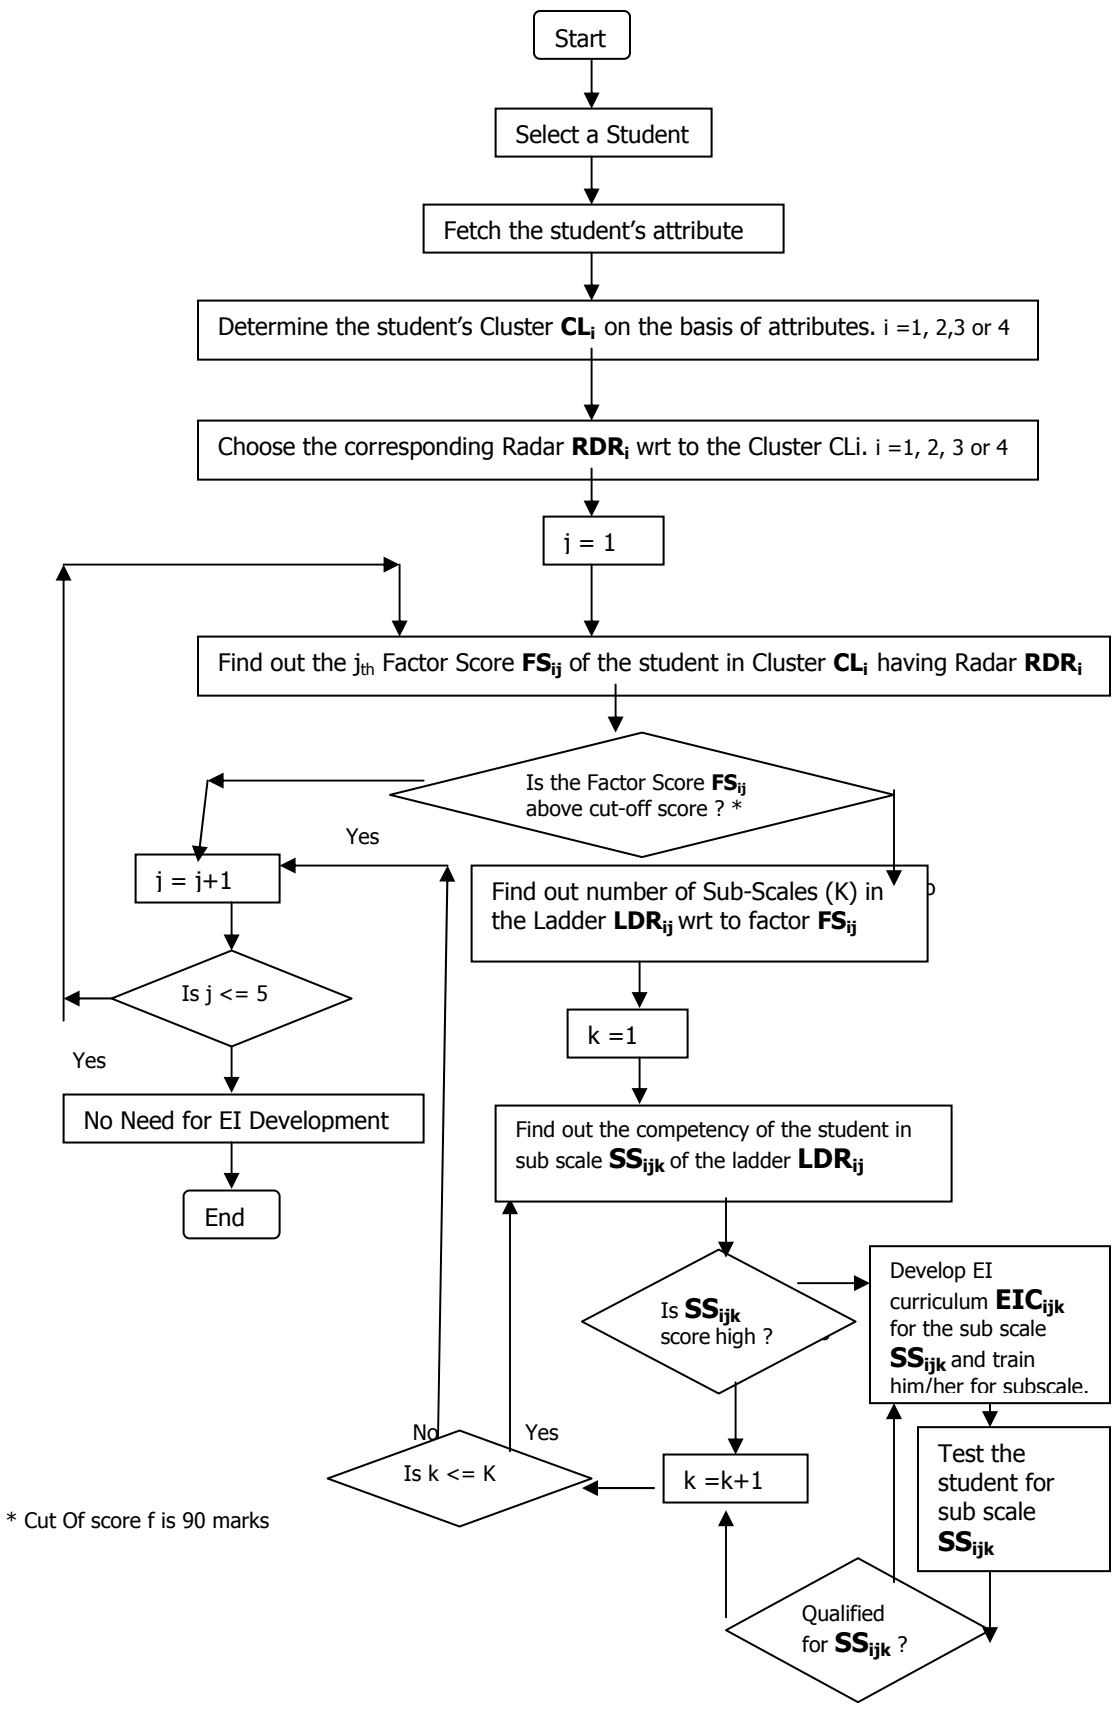 Start
Select a Student
Fetch the student's attribute
Determine the student's Cluster CLi on the basis of attributes. i =1, 2,3 or 4
Choose the corresponding Radar RDRi wrt to the Cluster CLi. i =1, 2, 3 or 4
j = 1
Find out the jth Factor Score FSij of the student in Cluster CLi having Radar RDRi
Is the Factor Score FSij
above cut-off score ? *
Yes
j = j+1
Find out number of Sub-Scales (K) in
the Ladder LDRij wrt to factor FSij
Is j <= 5
k =1
Yes
No Need for EI Development
Find out the competency of the student in
sub scale SSijk of the ladder LDRij
End
Is SSijk
score high ?
Develop EI
curriculum EICijk
for the sub scale
SSijk and train
him/her for subscale.
No
Yes
Is k <= K
k =k+1
Test the
student for
sub scale
SSijk
* Cut Of score f is 90 marks
Qualified
for SSijk ?